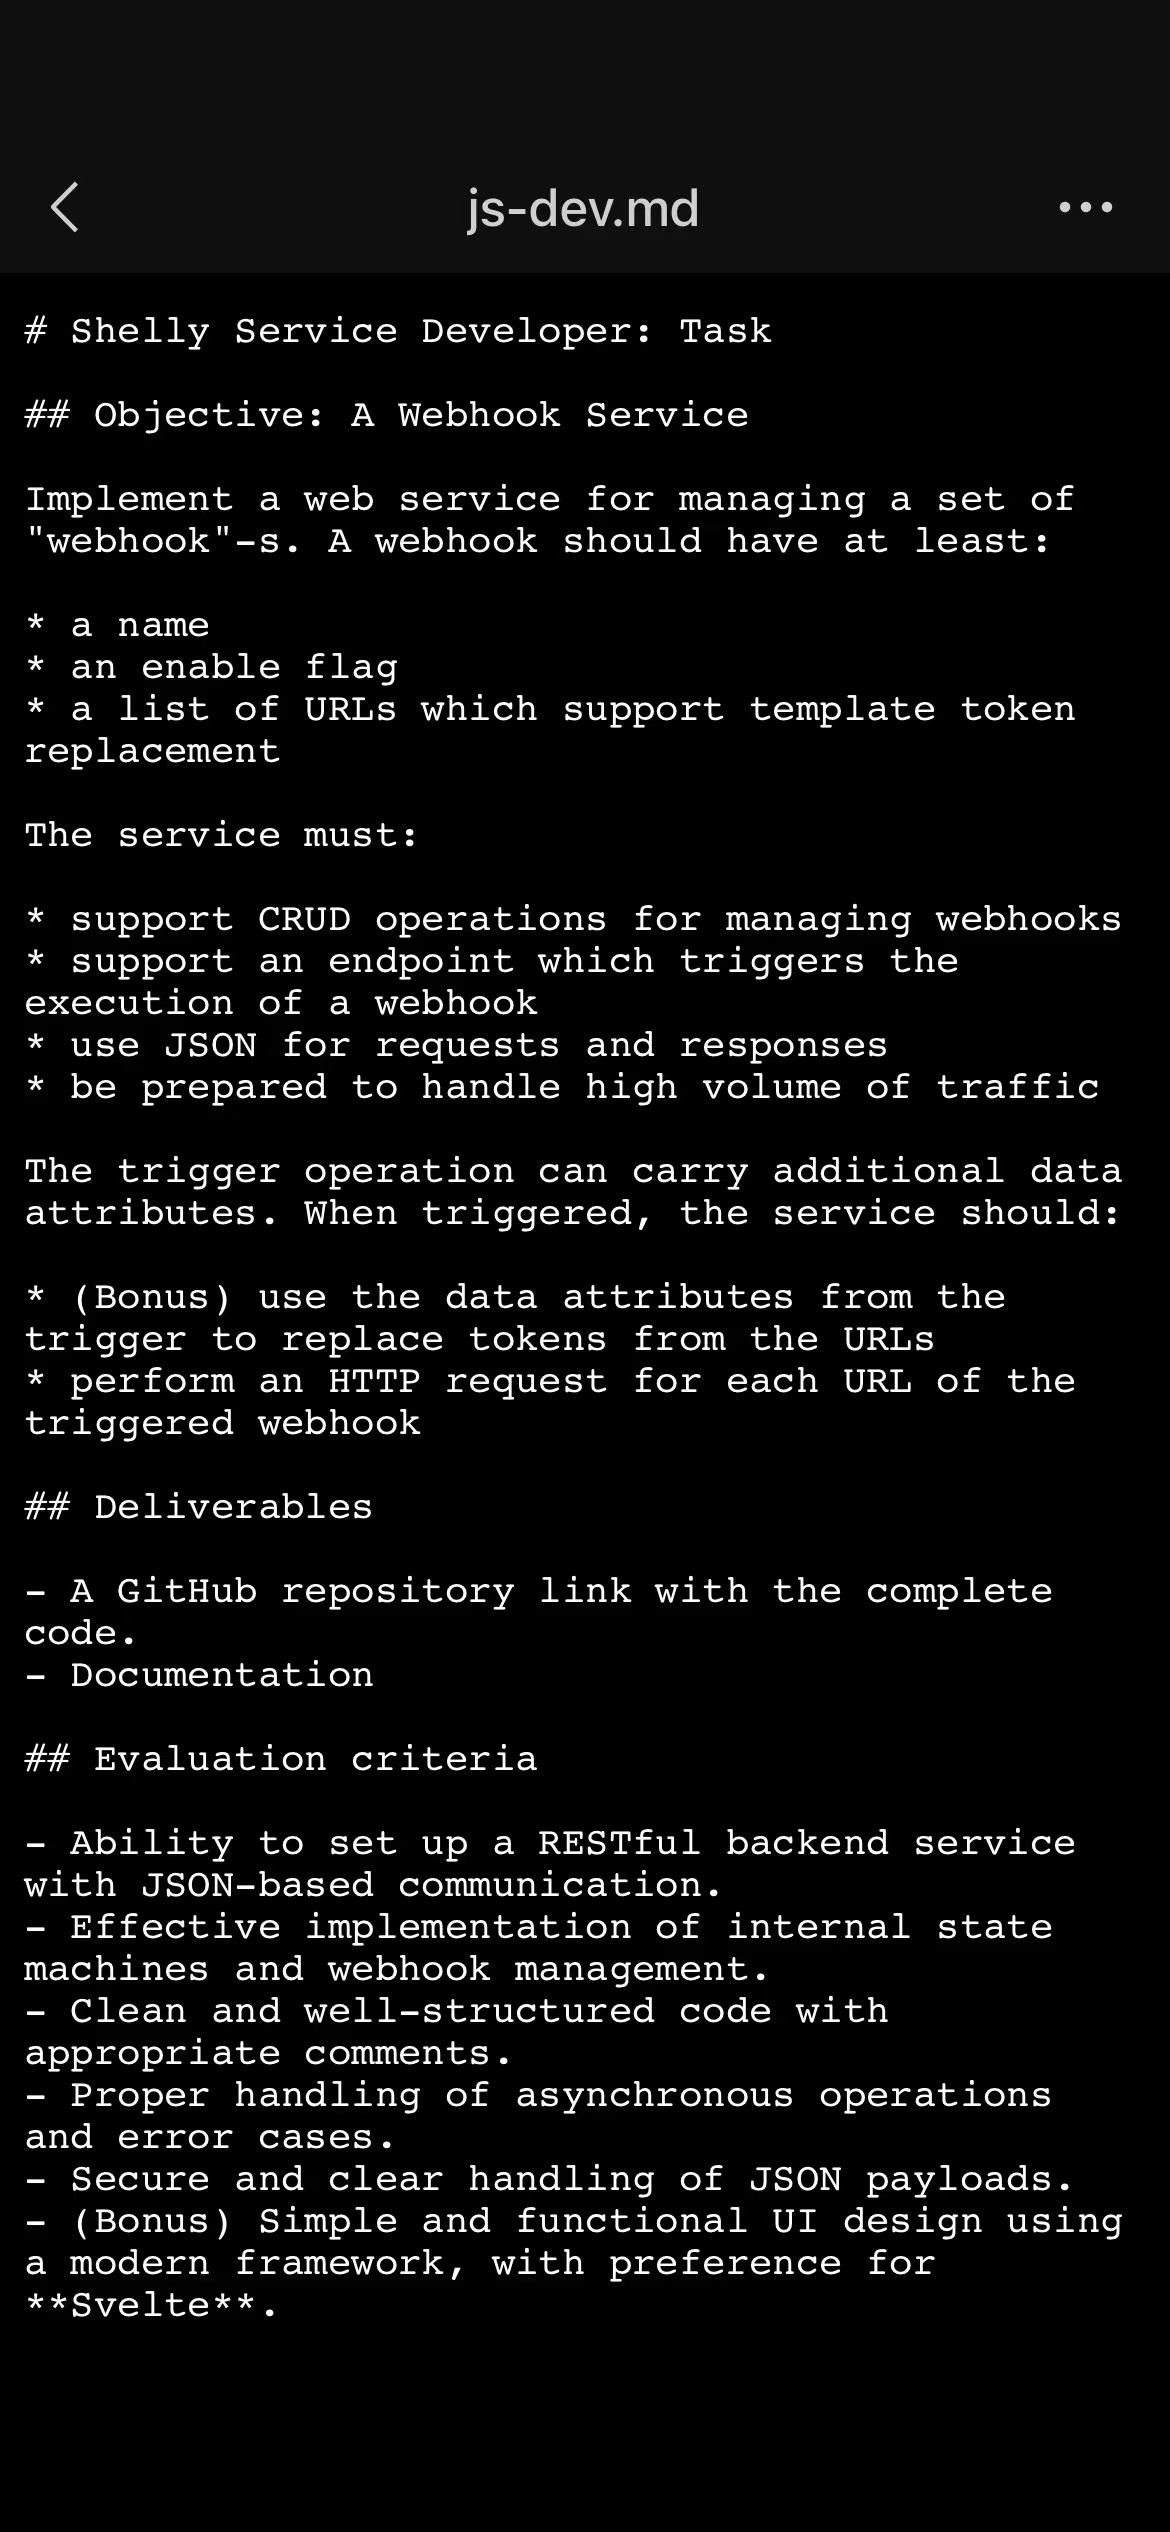 js-dev.md
# Shelly Service Developer: Task
## Objective: A Webhook Service
Implement a web service for managing a set of
"webhook"-s. A webhook should have at least:
* a name
* an enable flag
* a list of URLs which support template token
replacement
The service must:
* support CRUD operations for managing webhooks
* support an endpoint which triggers the
execution of a webhook
* use JSON for requests and responses
* be prepared to handle high volume of traffic
The trigger operation can carry additional data
attributes. When triggered, the service should:
* (Bonus) use the data attributes from the
trigger to replace tokens from the URLs
* perform an HTTP request for each URL of the
triggered webhook
## Deliverables
- A GitHub repository link with the complete
code.
- Documentation
## Evaluation criteria
- Ability to set up a RESTful backend service
with JSON-based communication.
- Effective implementation of internal state
machines and webhook management.
- Clean and well-structured code with
appropriate comments.
- Proper handling of asynchronous operations
and error cases.
- Secure and clear handling of JSON payloads.
- (Bonus) Simple and functional UI design using
a modern framework, with preference for
**Svelte**.